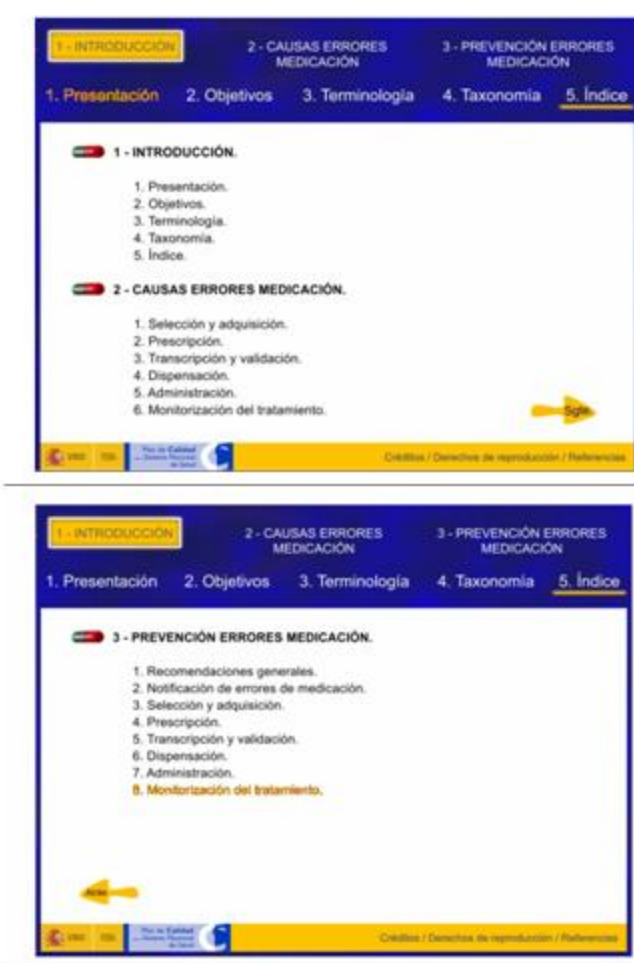 1 - INTRODUCCIÓN
2 - CAUSAS ERRORES
MEDICACIÓN
3 - PREVENCIÓN ERRORES
MEDICACIÓN
1. Presentación
2. Objetivos
3. Terminología
4. Taxonomía
5. Índice
1 - INTRODUCCIÓN.
1. Presentación.
2. Objetivos.
3. Terminología.
4. Taxonomía.
5. Índice.
2 - CAUSAS ERRORES MEDICACIÓN.
1. Selección y adquisición.
2. Prescripción.
3. Transcripción y validación.
4. Dispensación.
5. Administración.
6. Monitorización del tratamiento.
Sgte.
Créditos / Derechos de reproducción / Referencias
1 - INTRODUCCIÓN
2 - CAUSAS ERRORES
MEDICACIÓN
3 - PREVENCIÓN ERRORES
MEDICACIÓN
1. Presentación
2. Objetivos
3. Terminología
4. Taxonomía
5. Índice
3 - PREVENCIÓN ERRORES MEDICACIÓN.
1. Recomendaciones generales.
2. Notificación de errores de medicación.
3. Selección y adquisición.
4. Prescripción.
5. Transcripción y validación.
6. Dispensación.
7. Administración.
8. Monitorización del tratamiento.
Créditos / Derechos de reproducción / Referencias